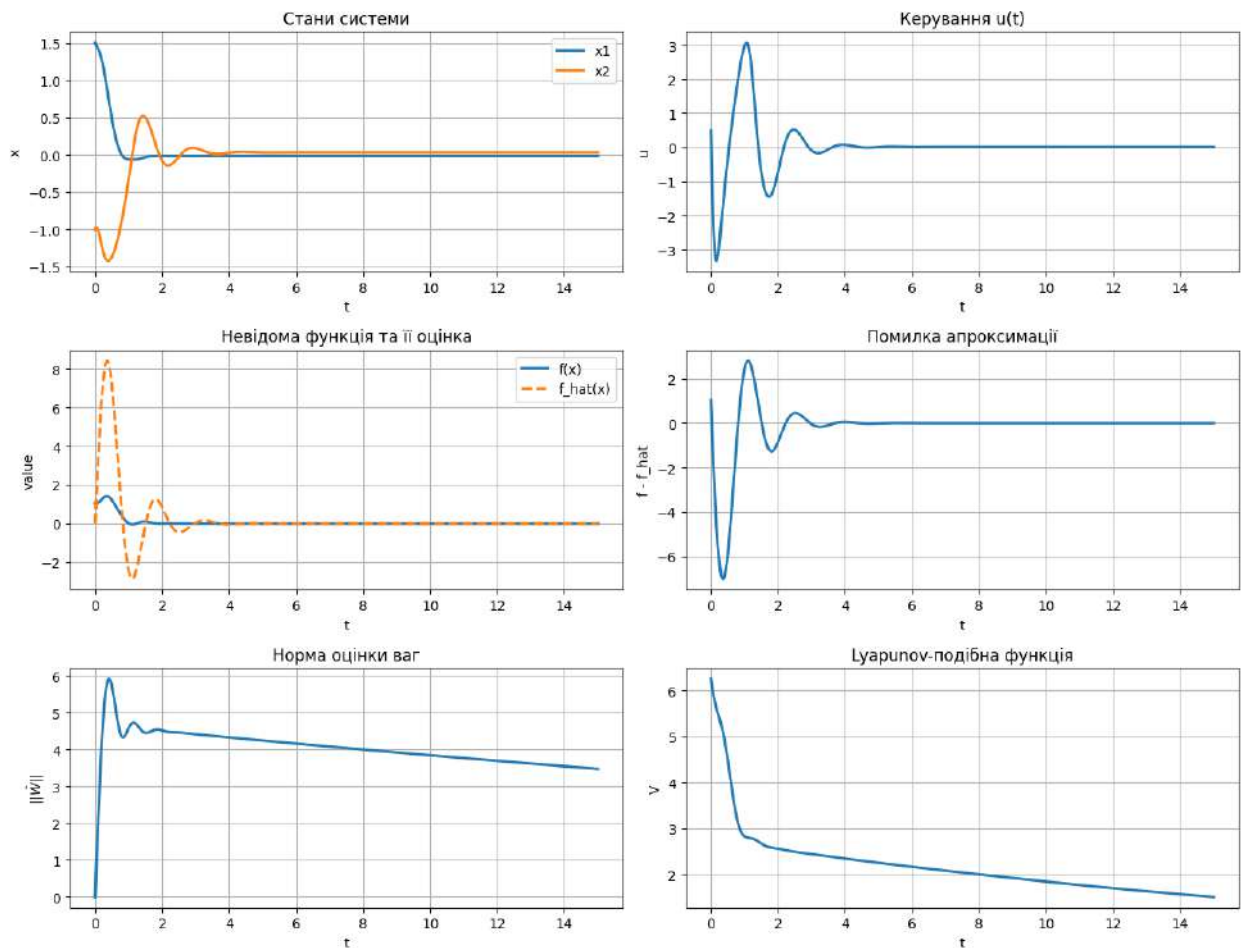 Стани системи
x1
x2
1.5
1.0
0.5
0.0
−0.5
−1.0
−1.5
x
0 2 4 6 8 10 12 14
t
Керування u(t)
3
2
1
0
−1
−2
−3
u
0 2 4 6 8 10 12 14
t
Невідома функція та її оцінка
f(x)
f_hat(x)
8
6
4
2
0
−2
value
0 2 4 6 8 10 12 14
t
Помилка апроксимації
2
0
−2
−4
−6
f - f_hat
0 2 4 6 8 10 12 14
t
Норма оцінки ваг
6
5
4
3
2
1
0
||Ŵ||
0 2 4 6 8 10 12 14
t
Lyapunov-подібна функція
6
5
4
3
2
V
0 2 4 6 8 10 12 14
t